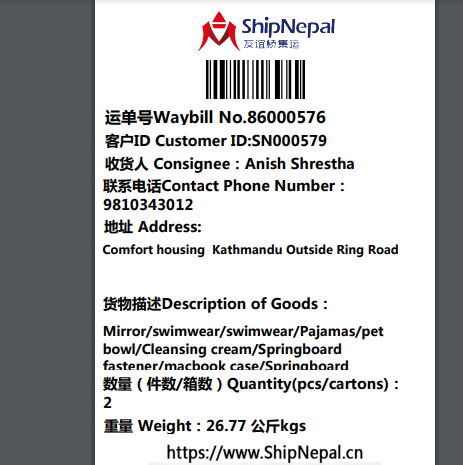 ShipNepal
友谊桥集运
运单号Waybill No.86000576
客户ID Customer ID:SN000579
收货人 Consignee：Anish Shrestha
联系电话Contact Phone Number：
9810343012
地址 Address:
Comfort housing Kathmandu Outside Ring Road
货物描述Description of Goods：
Mirror/swimwear/swimwear/Pajamas/pet
bowl/Cleansing cream/Springboard
fastener/macbook case/Springboard
数量（件数/箱数）Quantity(pcs/cartons)：
2
重量 Weight：26.77 公斤kgs
https://www.ShipNepal.cn